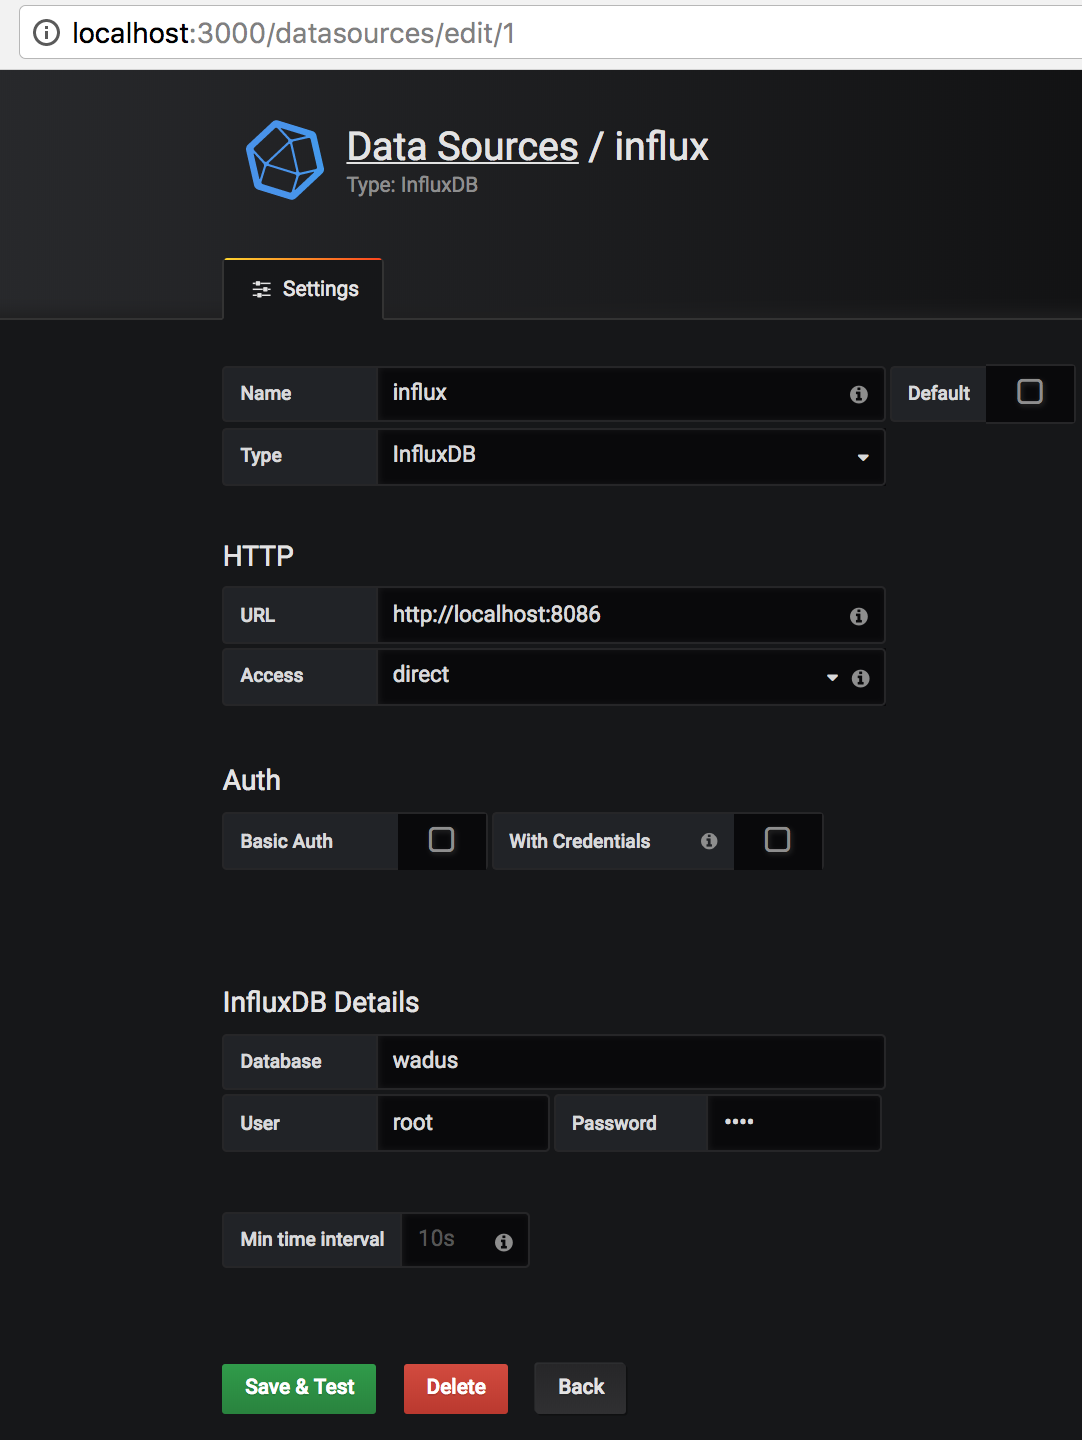 localhost:3000/datasources/edit/1
Data Sources / influx
Type: InfluxDB
Settings
Name influx Default
Type InfluxDB
HTTP
URL http://localhost:8086
Access direct
Auth
Basic Auth With Credentials
InfluxDB Details
Database wadus
User root Password ••••
Min time interval 10s
Save & Test Delete Back